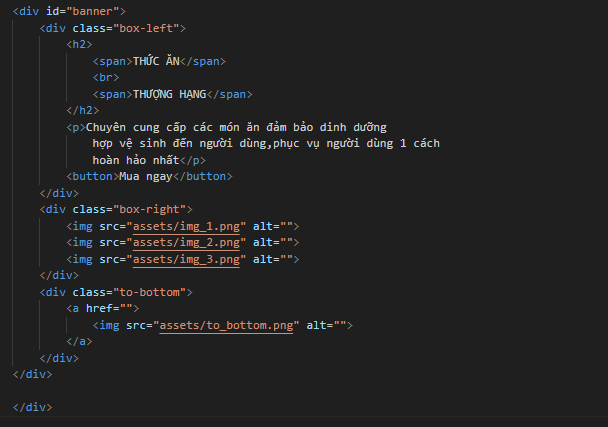 <div id="banner">
<div class="box-left">
<h2>
<span>THỨC ĂN</span>
<br>
<span>THƯỢNG HẠNG</span>
</h2>
<p>Chuyên cung cấp các món ăn đảm bảo dinh dưỡng
hợp vệ sinh đến người dùng,phục vụ người dùng 1 cách
hoàn hảo nhất</p>
<button>Mua ngay</button>
</div>
<div class="box-right">
<img src="assets/img_1.png" alt="">
<img src="assets/img_2.png" alt="">
<img src="assets/img_3.png" alt="">
</div>
<div class="to-bottom">
<a href="">
<img src="assets/to_bottom.png" alt="">
</a>
</div>
</div>
</div>